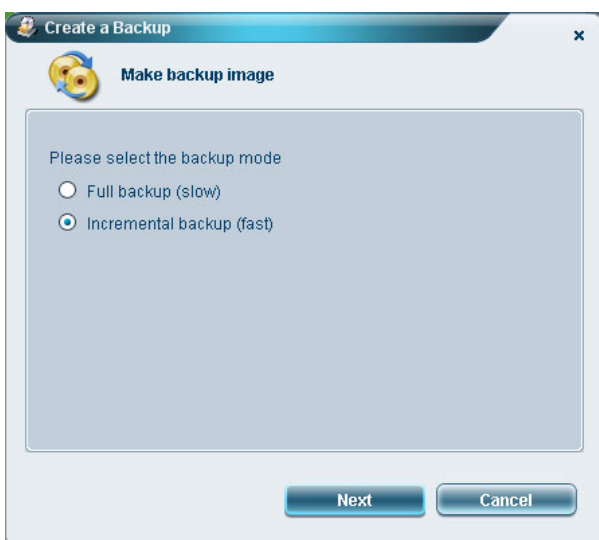 Create a Backup
Make backup image
Please select the backup mode
Full backup (slow)
Incremental backup (fast)
Next
Cancel